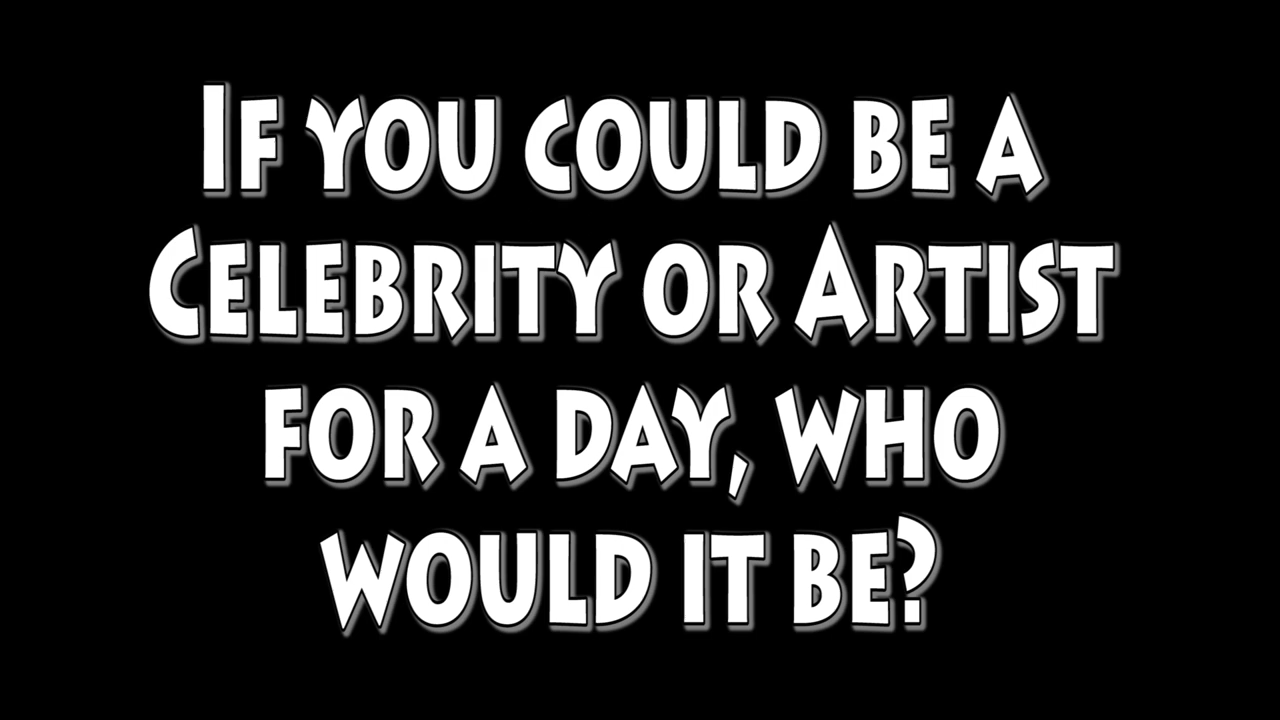 If you could be a
Celebrity or Artist
for a day, who
would it be?